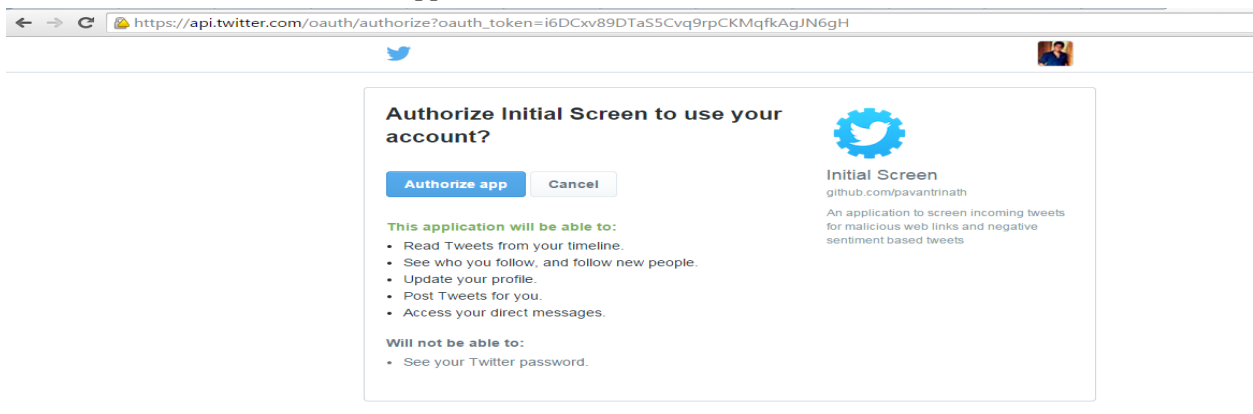 https://api.twitter.com/oauth/authorize?oauth_token=i6DCxv89DTaS5Cvq9rpCKMqfkAgJN6gH
Authorize Initial Screen to use your
account?
Authorize app
Cancel
This application will be able to:
• Read Tweets from your timeline.
• See who you follow, and follow new people.
• Update your profile.
• Post Tweets for you.
• Access your direct messages.
Will not be able to:
• See your Twitter password.
Initial Screen
github.com/pavantrinath
An application to screen incoming tweets
for malicious web links and negative
sentiment based tweets